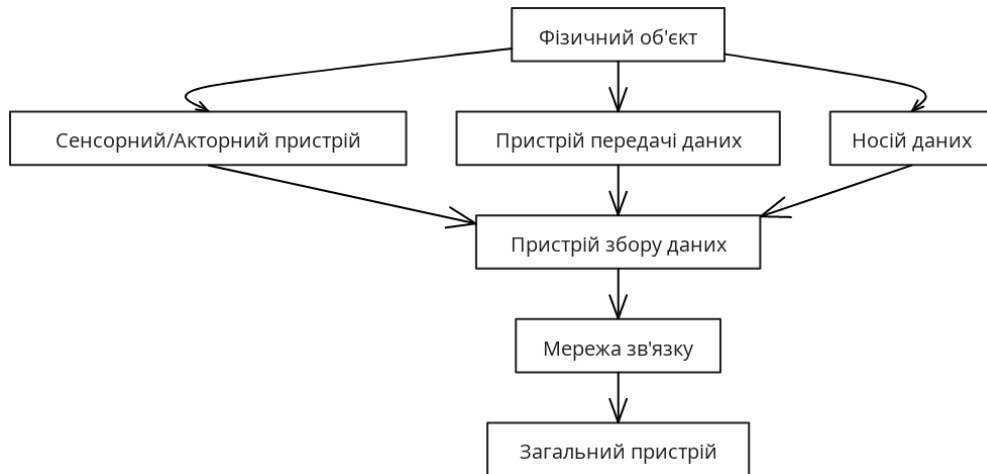 Фізичний об'єкт
Сенсорний/Акторний пристрій
Пристрій передачі даних
Носій даних
Пристрій збору даних
Мережа зв'язку
Загальний пристрій